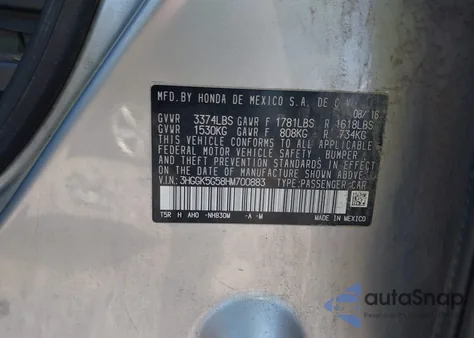 MFD.BY HONDA DE MEXICO S.A. DE C.V. 08/16
GVWR 3374LBS GAWR F 1781LBS R 1618LBS
GVWR 1530KG GAWR F 808KG R 734KG
THIS VEHICLE CONFORMS TO ALL APPLICABLE
FEDERAL MOTOR VEHICLE SAFETY, BUMPER,
AND THEFT PREVENTION STANDARDS IN
EFFECT ON THE DATE OF MANUFACTURE
SHOWN ABOVE.
VIN: 3HGGK5G58HM700883 TYPE: PASSENGER CAR
T5R H AH0 -NH830M -A -M MADE IN MEXICO
autoSnap